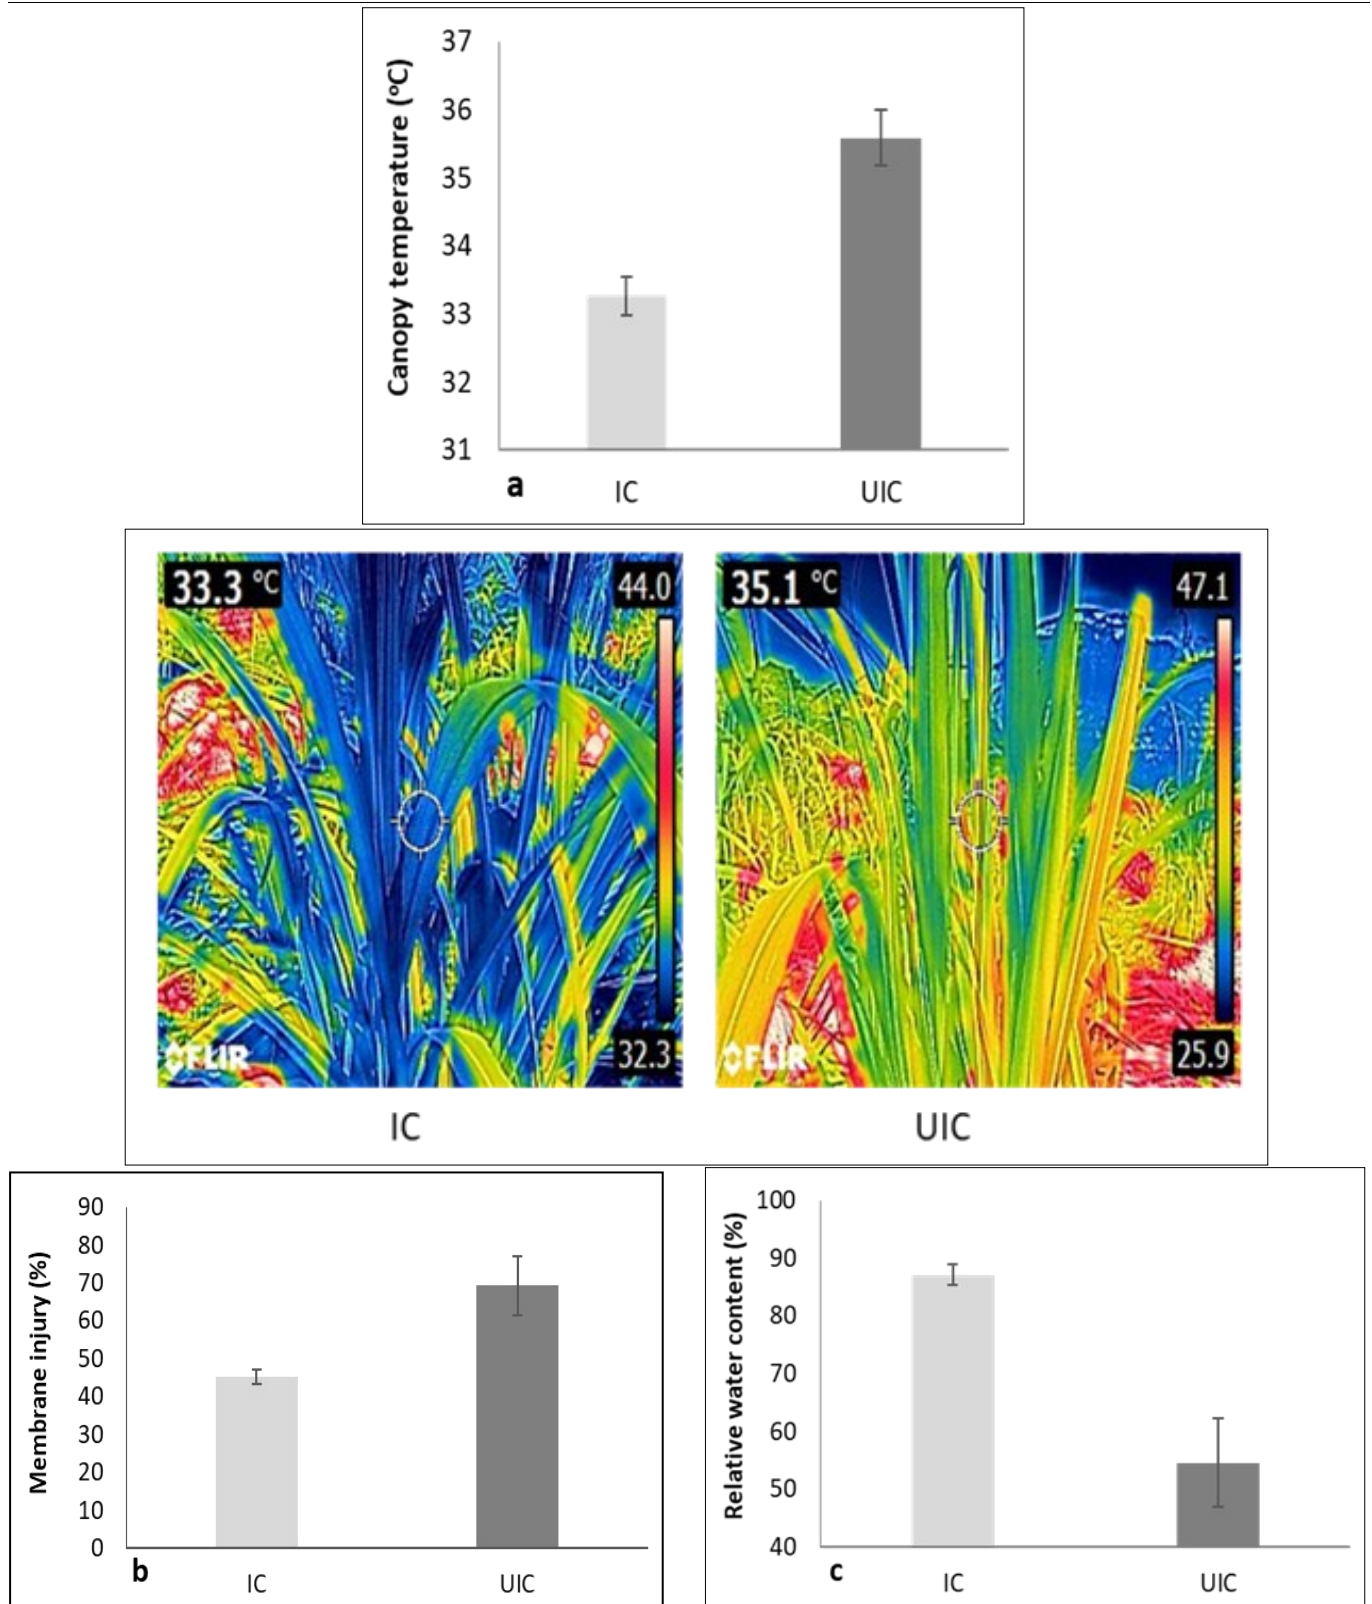 Canopy temperature (°C)
37
36
35
34
33
32
31
a
IC
UIC
33.3 °C
44.0
32.3
FLIR
35.1 °C
47.1
25.9
FLIR
IC
UIC
Membrane injury (%)
90
80
70
60
50
40
30
20
10
0
b
IC
UIC
Relative water content (%)
100
90
80
70
60
50
40
c
IC
UIC